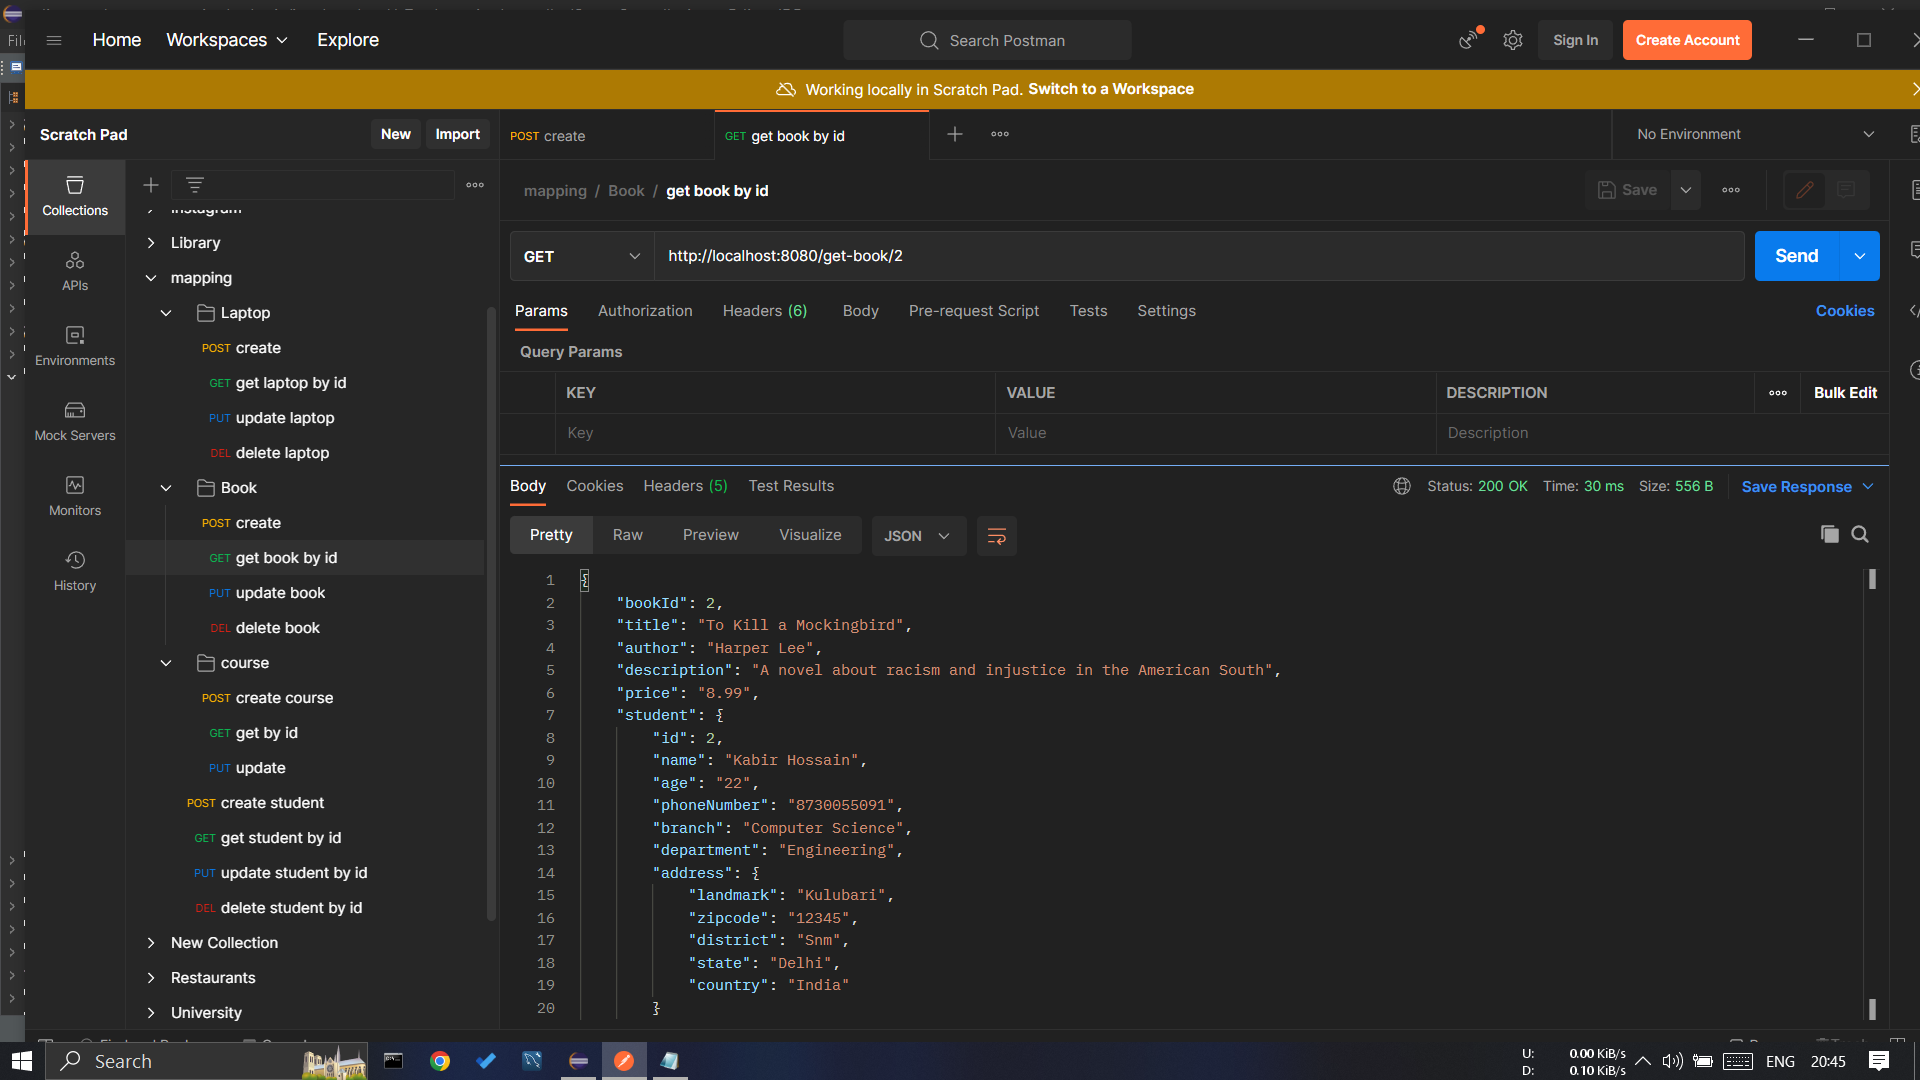 File
Home
Workspaces
Explore
Search Postman
Sign In
Create Account
Working locally in Scratch Pad. Switch to a Workspace
Scratch Pad
New
Import
POST create
GET get book by id
No Environment
Collections
APIs
Environments
Mock Servers
Monitors
History
Instagram
Library
mapping
Laptop
POST create
GET get laptop by id
PUT update laptop
DEL delete laptop
Book
POST create
GET get book by id
PUT update book
DEL delete book
course
POST create course
GET get by id
PUT update
POST create student
GET get student by id
PUT update student by id
DEL delete student by id
New Collection
Restaurants
University
mapping / Book / get book by id
Save
GET
http://localhost:8080/get-book/2
Send
Params
Authorization
Headers (6)
Body
Pre-request Script
Tests
Settings
Cookies
Query Params
KEY
VALUE
DESCRIPTION
Bulk Edit
Key
Value
Description
Body
Cookies
Headers (5)
Test Results
Status: 200 OK
Time: 30 ms
Size: 556 B
Save Response
Pretty
Raw
Preview
Visualize
JSON
1 {
2 "bookId": 2,
3 "title": "To Kill a Mockingbird",
4 "author": "Harper Lee",
5 "description": "A novel about racism and injustice in the American South",
6 "price": "8.99",
7 "student": {
8 "id": 2,
9 "name": "Kabir Hossain",
10 "age": "22",
11 "phoneNumber": "8730055091",
12 "branch": "Computer Science",
13 "department": "Engineering",
14 "address": {
15 "landmark": "Kulubari",
16 "zipcode": "12345",
17 "district": "Snm",
18 "state": "Delhi",
19 "country": "India"
20 }
Search
U: 0.00 KiB/s
D: 0.10 KiB/s
ENG
20:45